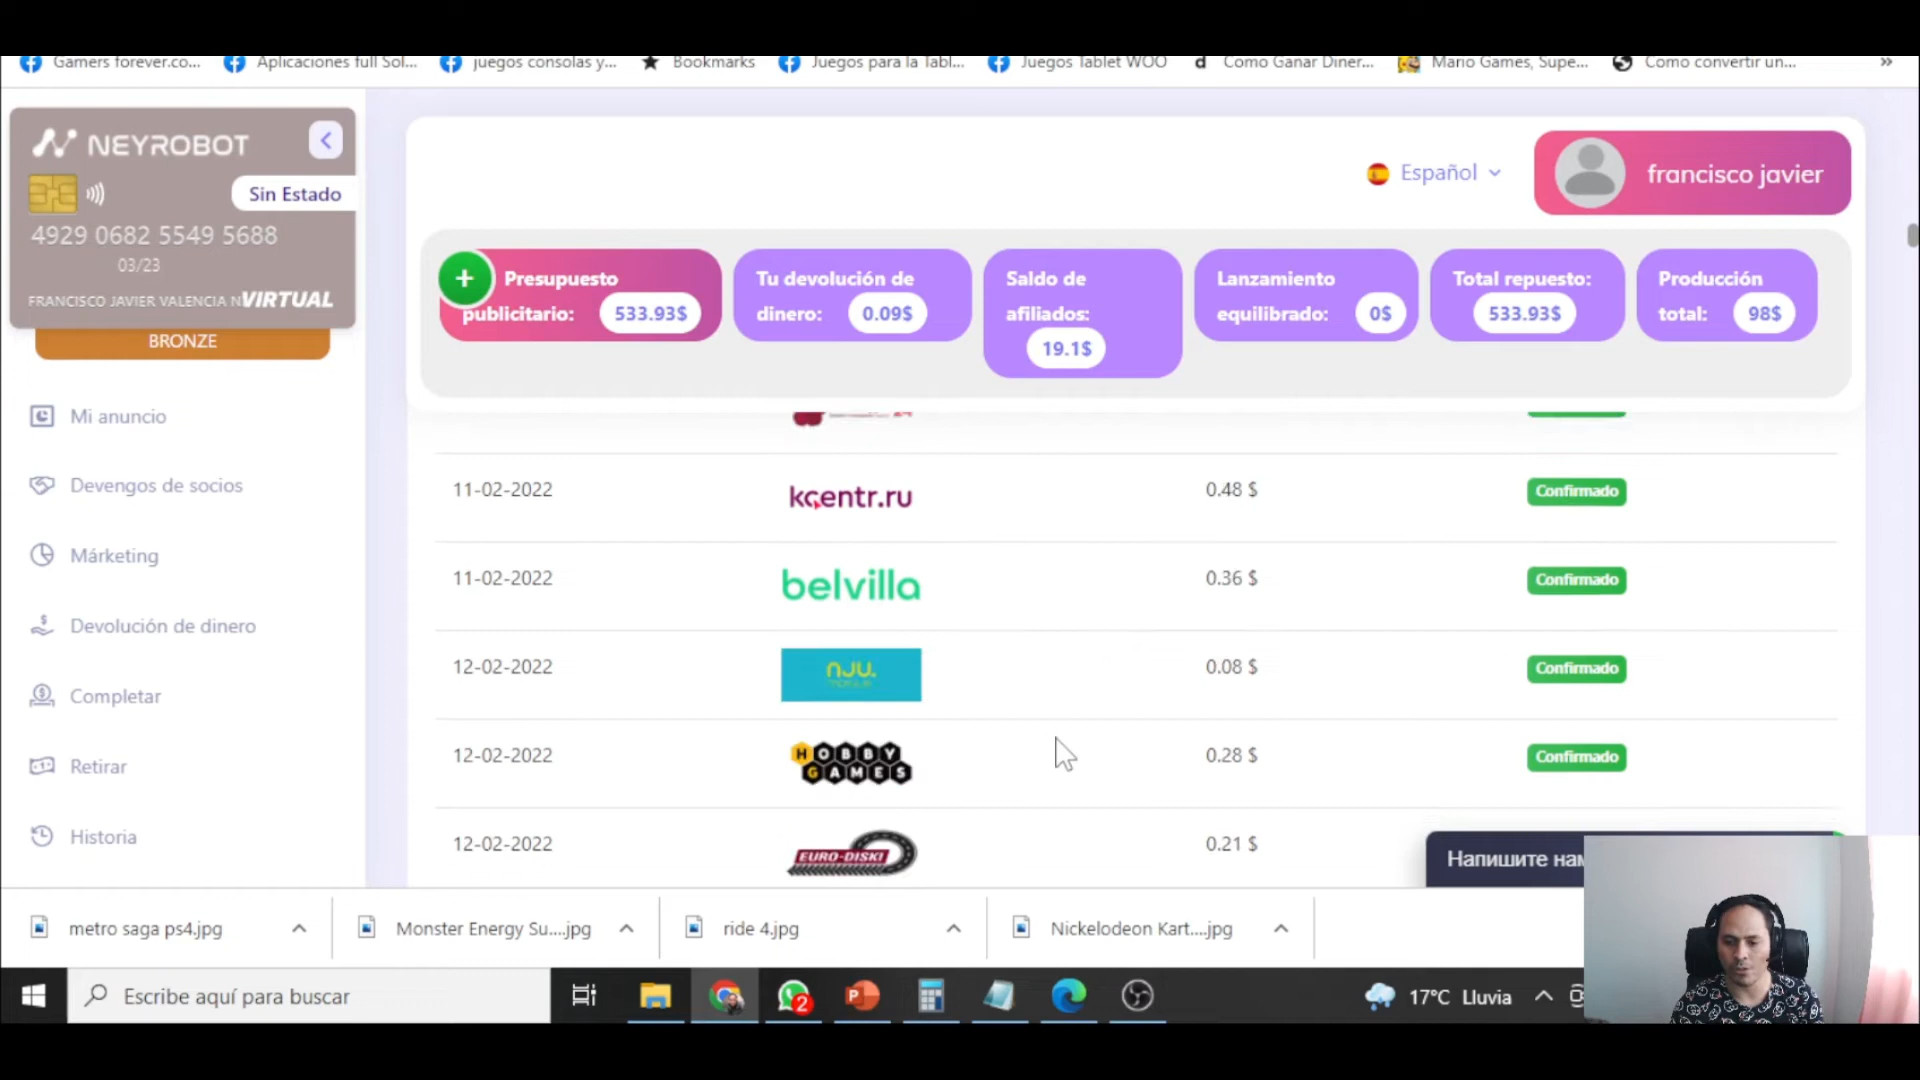 Gamers forever.co... Aplicaciones full Sol... juegos consolas y... Bookmarks Juegos para la Tabl... Juegos Tablet WOO Como Ganar Diner... Mario Games, Supe... Como convertir un... »
NEYROBOT
Sin Estado
4929 0682 5549 5688
03/23
FRANCISCO JAVIER VALENCIA N VIRTUAL
BRONZE
Mi anuncio
Devengos de socios
Márketing
Devolución de dinero
Completar
Retirar
Historia
Español
francisco javier
+ Presupuesto
publicitario: 533.93$
Tu devolución de
dinero: 0.09$
Saldo de
afiliados:
19.1$
Lanzamiento
equilibrado: 0$
Total repuesto:
533.93$
Producción
total: 98$
11-02-2022 kcentr.ru 0.48 $ Confirmado
11-02-2022 belvilla 0.36 $ Confirmado
12-02-2022 nju. 0.08 $ Confirmado
12-02-2022 HOBBY GAMES 0.28 $ Confirmado
12-02-2022 EURO-DISKI 0.21 $
Напишите нам
metro saga ps4.jpg
Monster Energy Su....jpg
ride 4.jpg
Nickelodeon Kart....jpg
Escribe aquí para buscar
2
17°C Lluvia